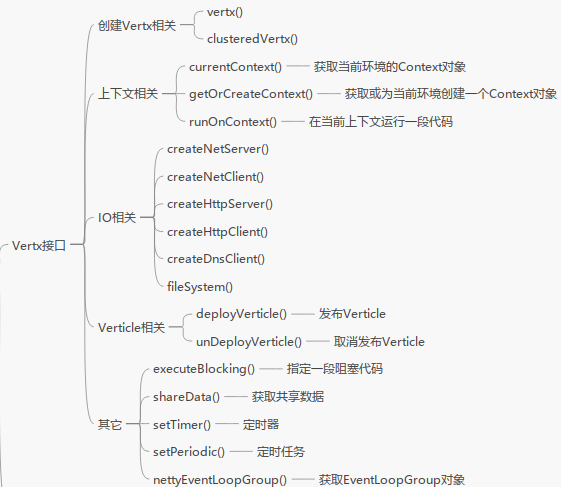 Vertx接口
创建Vertx相关
vertx()
clusteredVertx()
上下文相关
currentContext() 获取当前环境的Context对象
getOrCreateContext() 获取或为当前环境创建一个Context对象
runOnContext() 在当前上下文运行一段代码
IO相关
createNetServer()
createNetClient()
createHttpServer()
createHttpClient()
createDnsClient()
fileSystem()
Verticle相关
deployVerticle() 发布Verticle
unDeployVerticle() 取消发布Verticle
其它
executeBlocking() 指定一段阻塞代码
shareData() 获取共享数据
setTimer() 定时器
setPeriodic() 定时任务
nettyEventLoopGroup() 获取EventLoopGroup对象